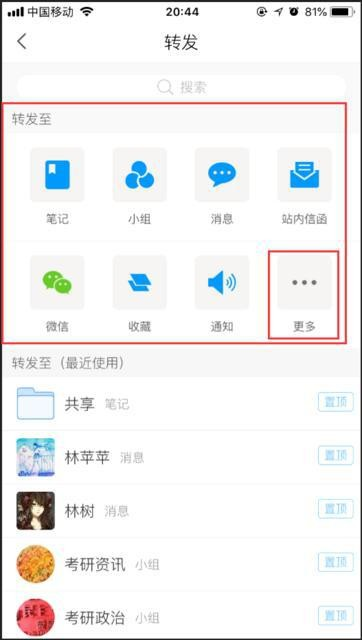 中国移动 20:44 81%
转发
搜索
转发至
笔记 小组 消息 站内信函
微信 收藏 通知 更多
转发至（最近使用）
共享 笔记 置顶
林苹苹 消息 置顶
林树 消息 置顶
考研资讯 小组 置顶
考研政治 小组 置顶